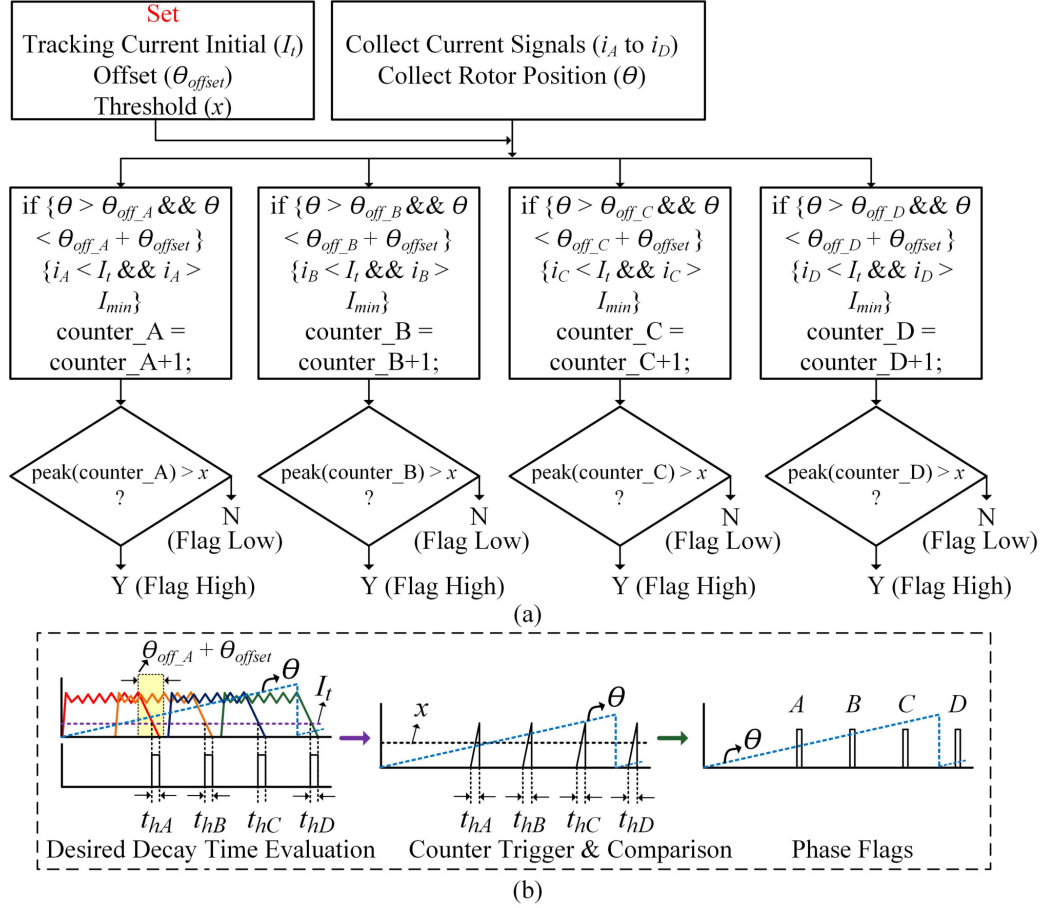 Set
Tracking Current Initial (I_t)
Offset (θ_offset)
Threshold (x)
Collect Current Signals (i_A to i_D)
Collect Rotor Position (θ)
if {θ > θ_off_A && θ
< θ_off_A + θ_offset}
{i_A < I_t && i_A >
I_min}
counter_A =
counter_A+1;
if {θ > θ_off_B && θ
< θ_off_B + θ_offset}
{i_B < I_t && i_B >
I_min}
counter_B =
counter_B+1;
if {θ > θ_off_C && θ
< θ_off_C + θ_offset}
{i_C < I_t && i_C >
I_min}
counter_C =
counter_C+1;
if {θ > θ_off_D && θ
< θ_off_D + θ_offset}
{i_D < I_t && i_D >
I_min}
counter_D =
counter_D+1;
peak(counter_A) > x
?
peak(counter_B) > x
?
peak(counter_C) > x
?
peak(counter_D) > x
?
N
(Flag Low)
N
(Flag Low)
N
(Flag Low)
N
(Flag Low)
Y (Flag High)
Y (Flag High)
Y (Flag High)
Y (Flag High)
(a)
θ_off_A + θ_offset
θ
I_t
t_hA t_hB t_hC t_hD
Desired Decay Time Evaluation
x
θ
t_hA t_hB t_hC t_hD
Counter Trigger & Comparison
A B C D
θ
Phase Flags
(b)